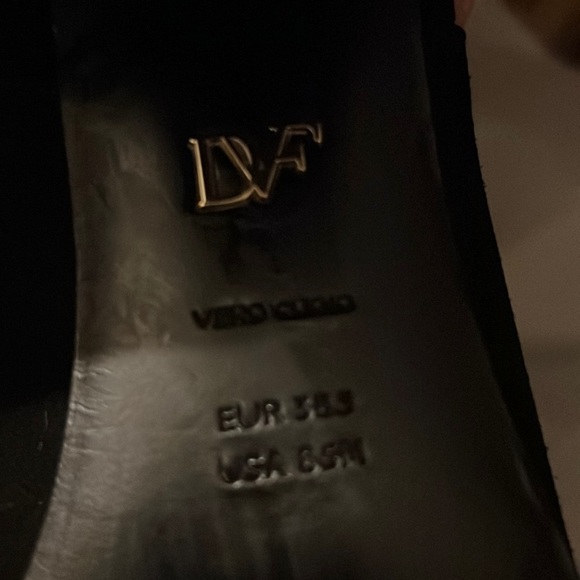 DVF
VERO CUOIO
EUR 38.5
USA 8.5M